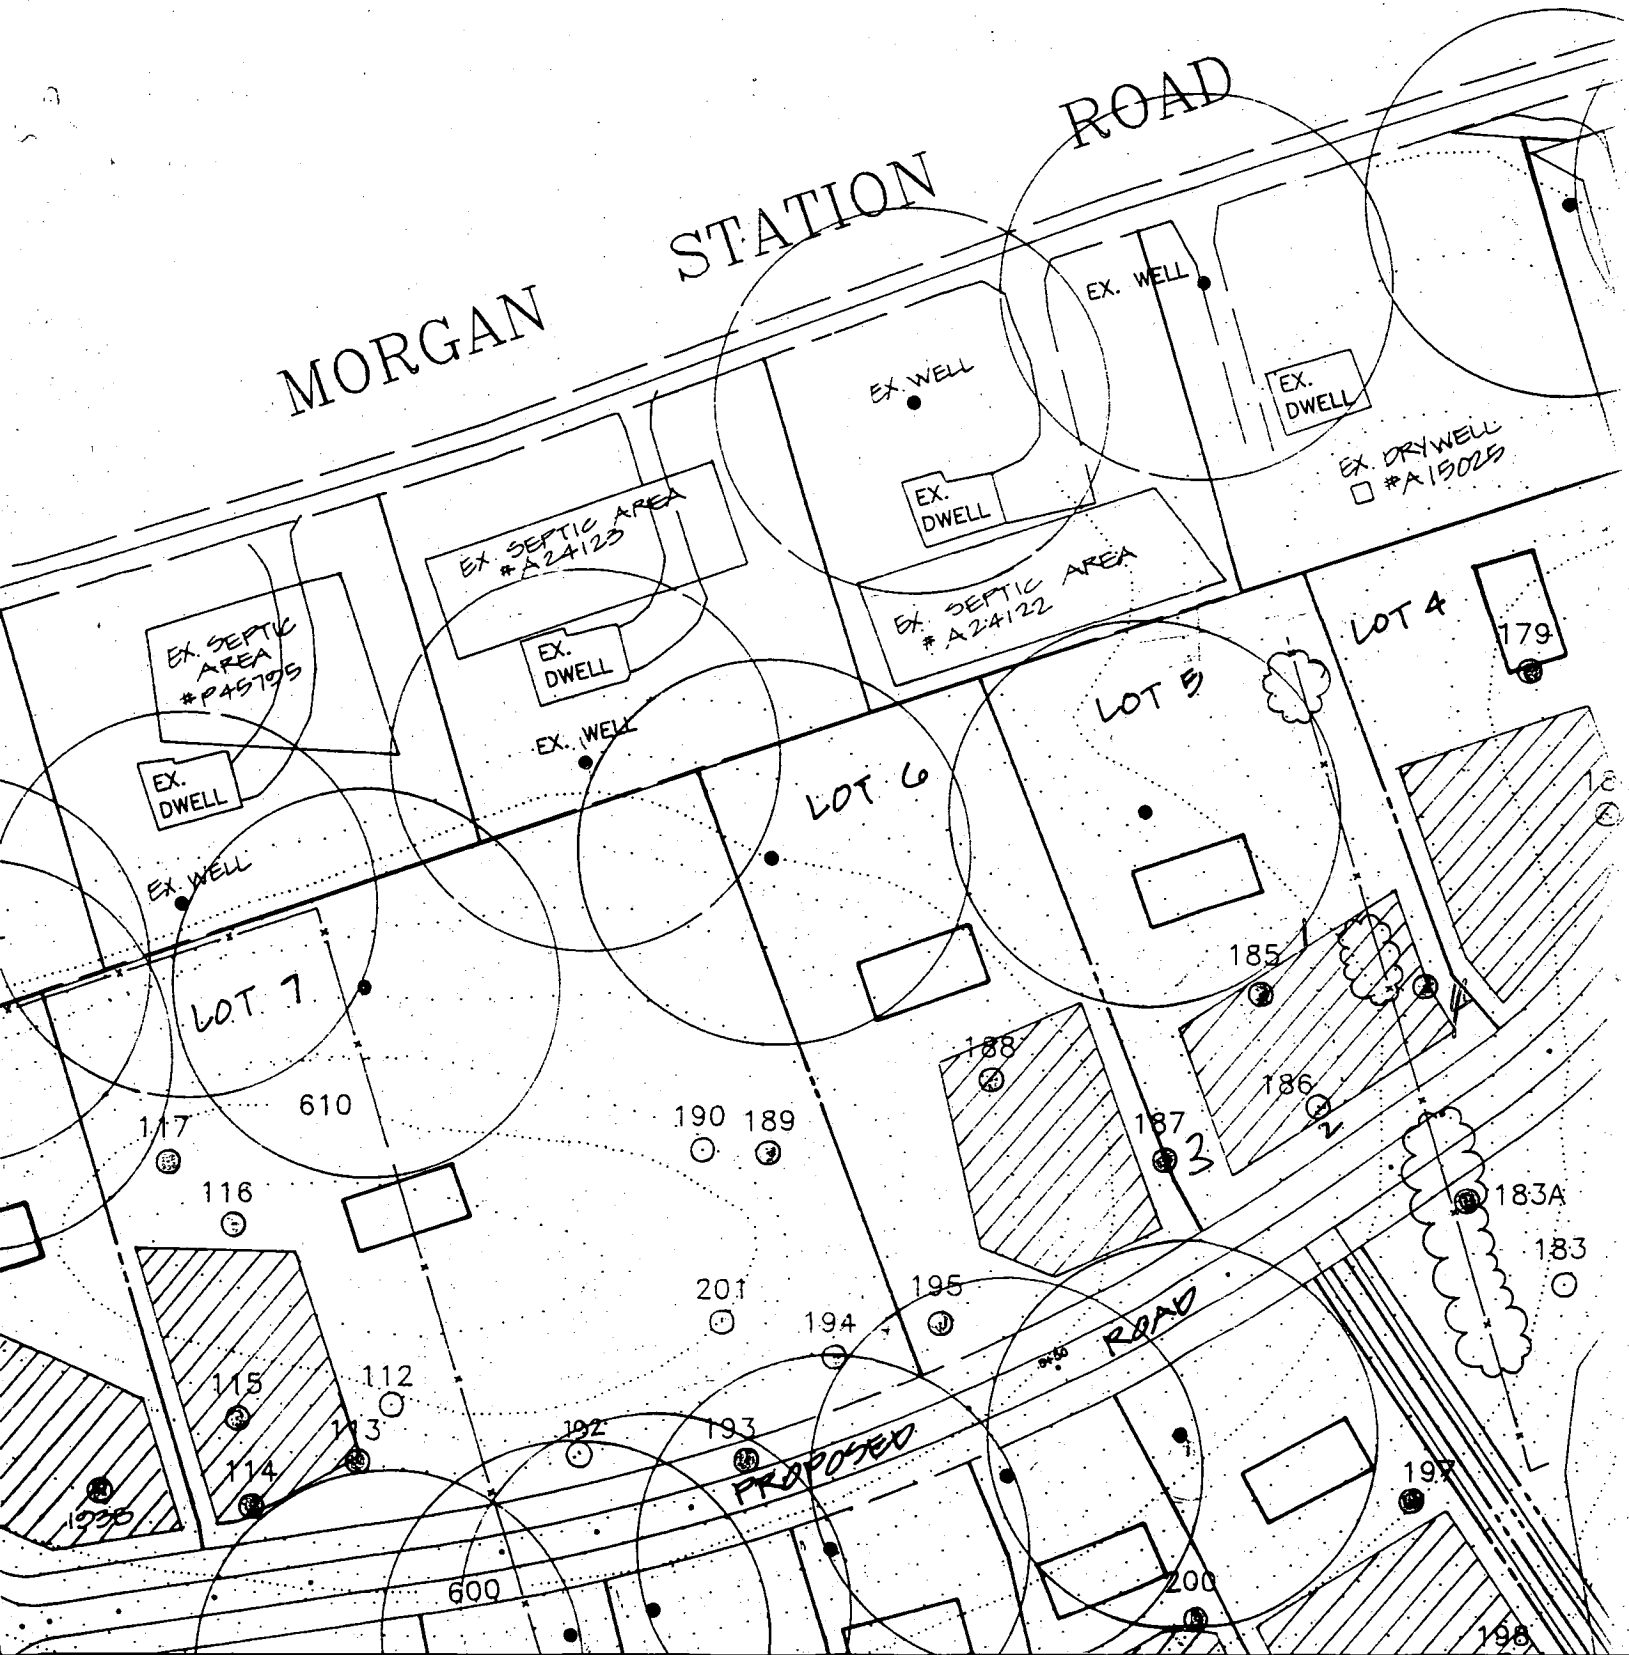 MORGAN STATION ROAD
EX. WELL
EX. WELL
EX.
DWELL
EX. DRYWELL
#A15025
EX.
DWELL
EX. SEPTIC AREA
#A24123
EX. SEPTIC AREA
#A24122
EX. SEPTIC
AREA
#P45795
EX.
DWELL
EX. WELL
EX.
DWELL
EX. WELL
LOT 4
179
LOT 5
LOT 6
LOT 7
185
1
188
186
2
187
3
610
117
190
189
116
183A
183
201
195
194
ROAD
115
112
113
192
193
PROPOSED
114
197
600
200
198